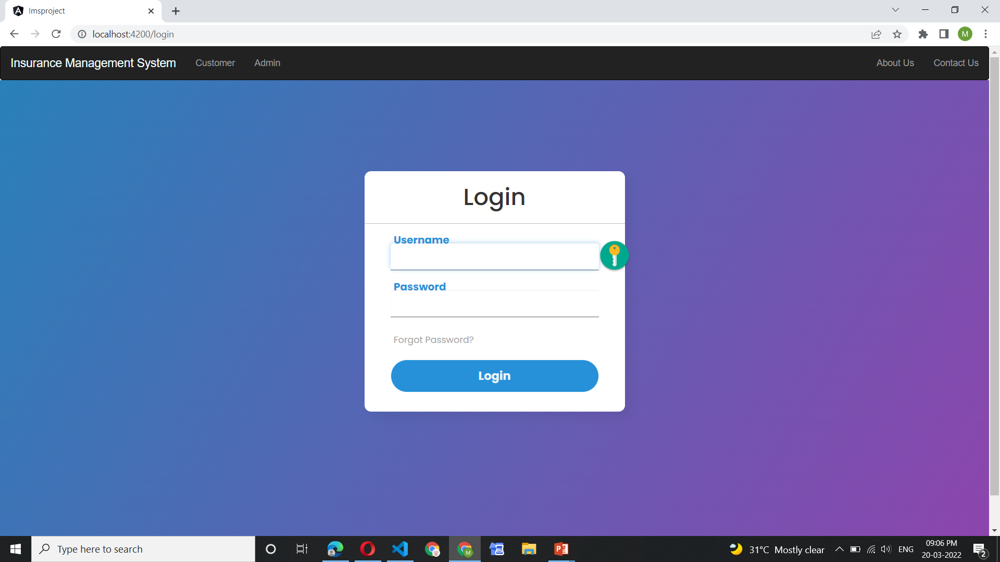 Imsproject
localhost:4200/login
M
Insurance Management System Customer Admin About Us Contact Us
Login
Username
Password
Forgot Password?
Login
Type here to search
M
31°C Mostly clear
ENG
09:06 PM
20-03-2022
2